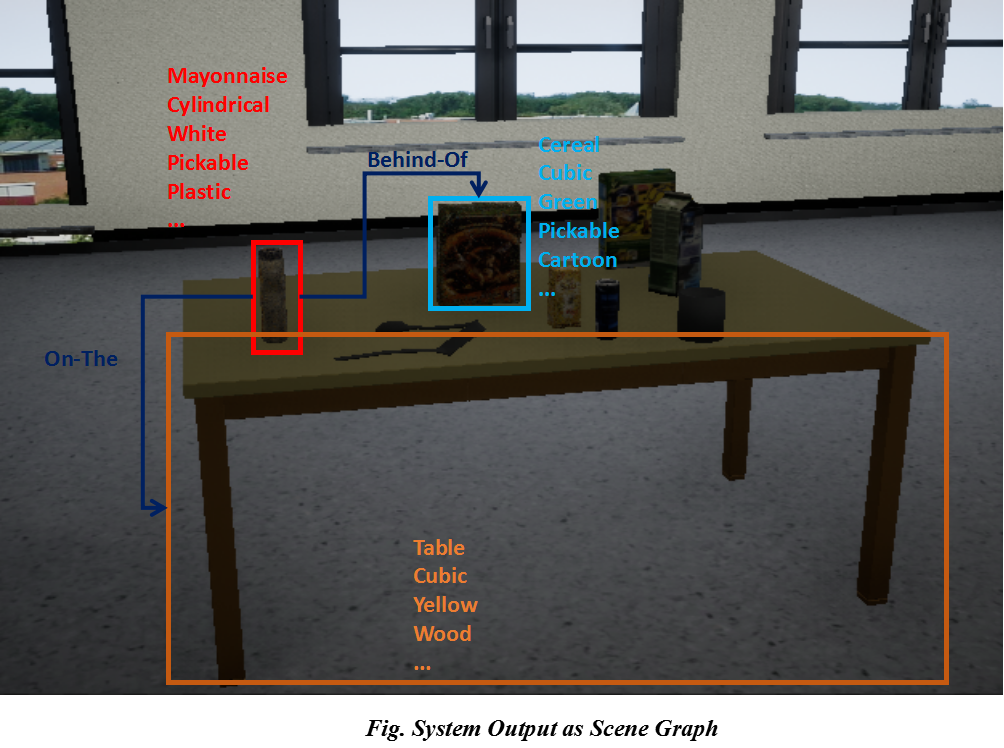 Mayonnaise
Cylindrical
White
Pickable
Plastic
...
Behind-Of
Cereal
Cubic
Green
Pickable
Cartoon
...
On-The
Table
Cubic
Yellow
Wood
...
Fig. System Output as Scene Graph